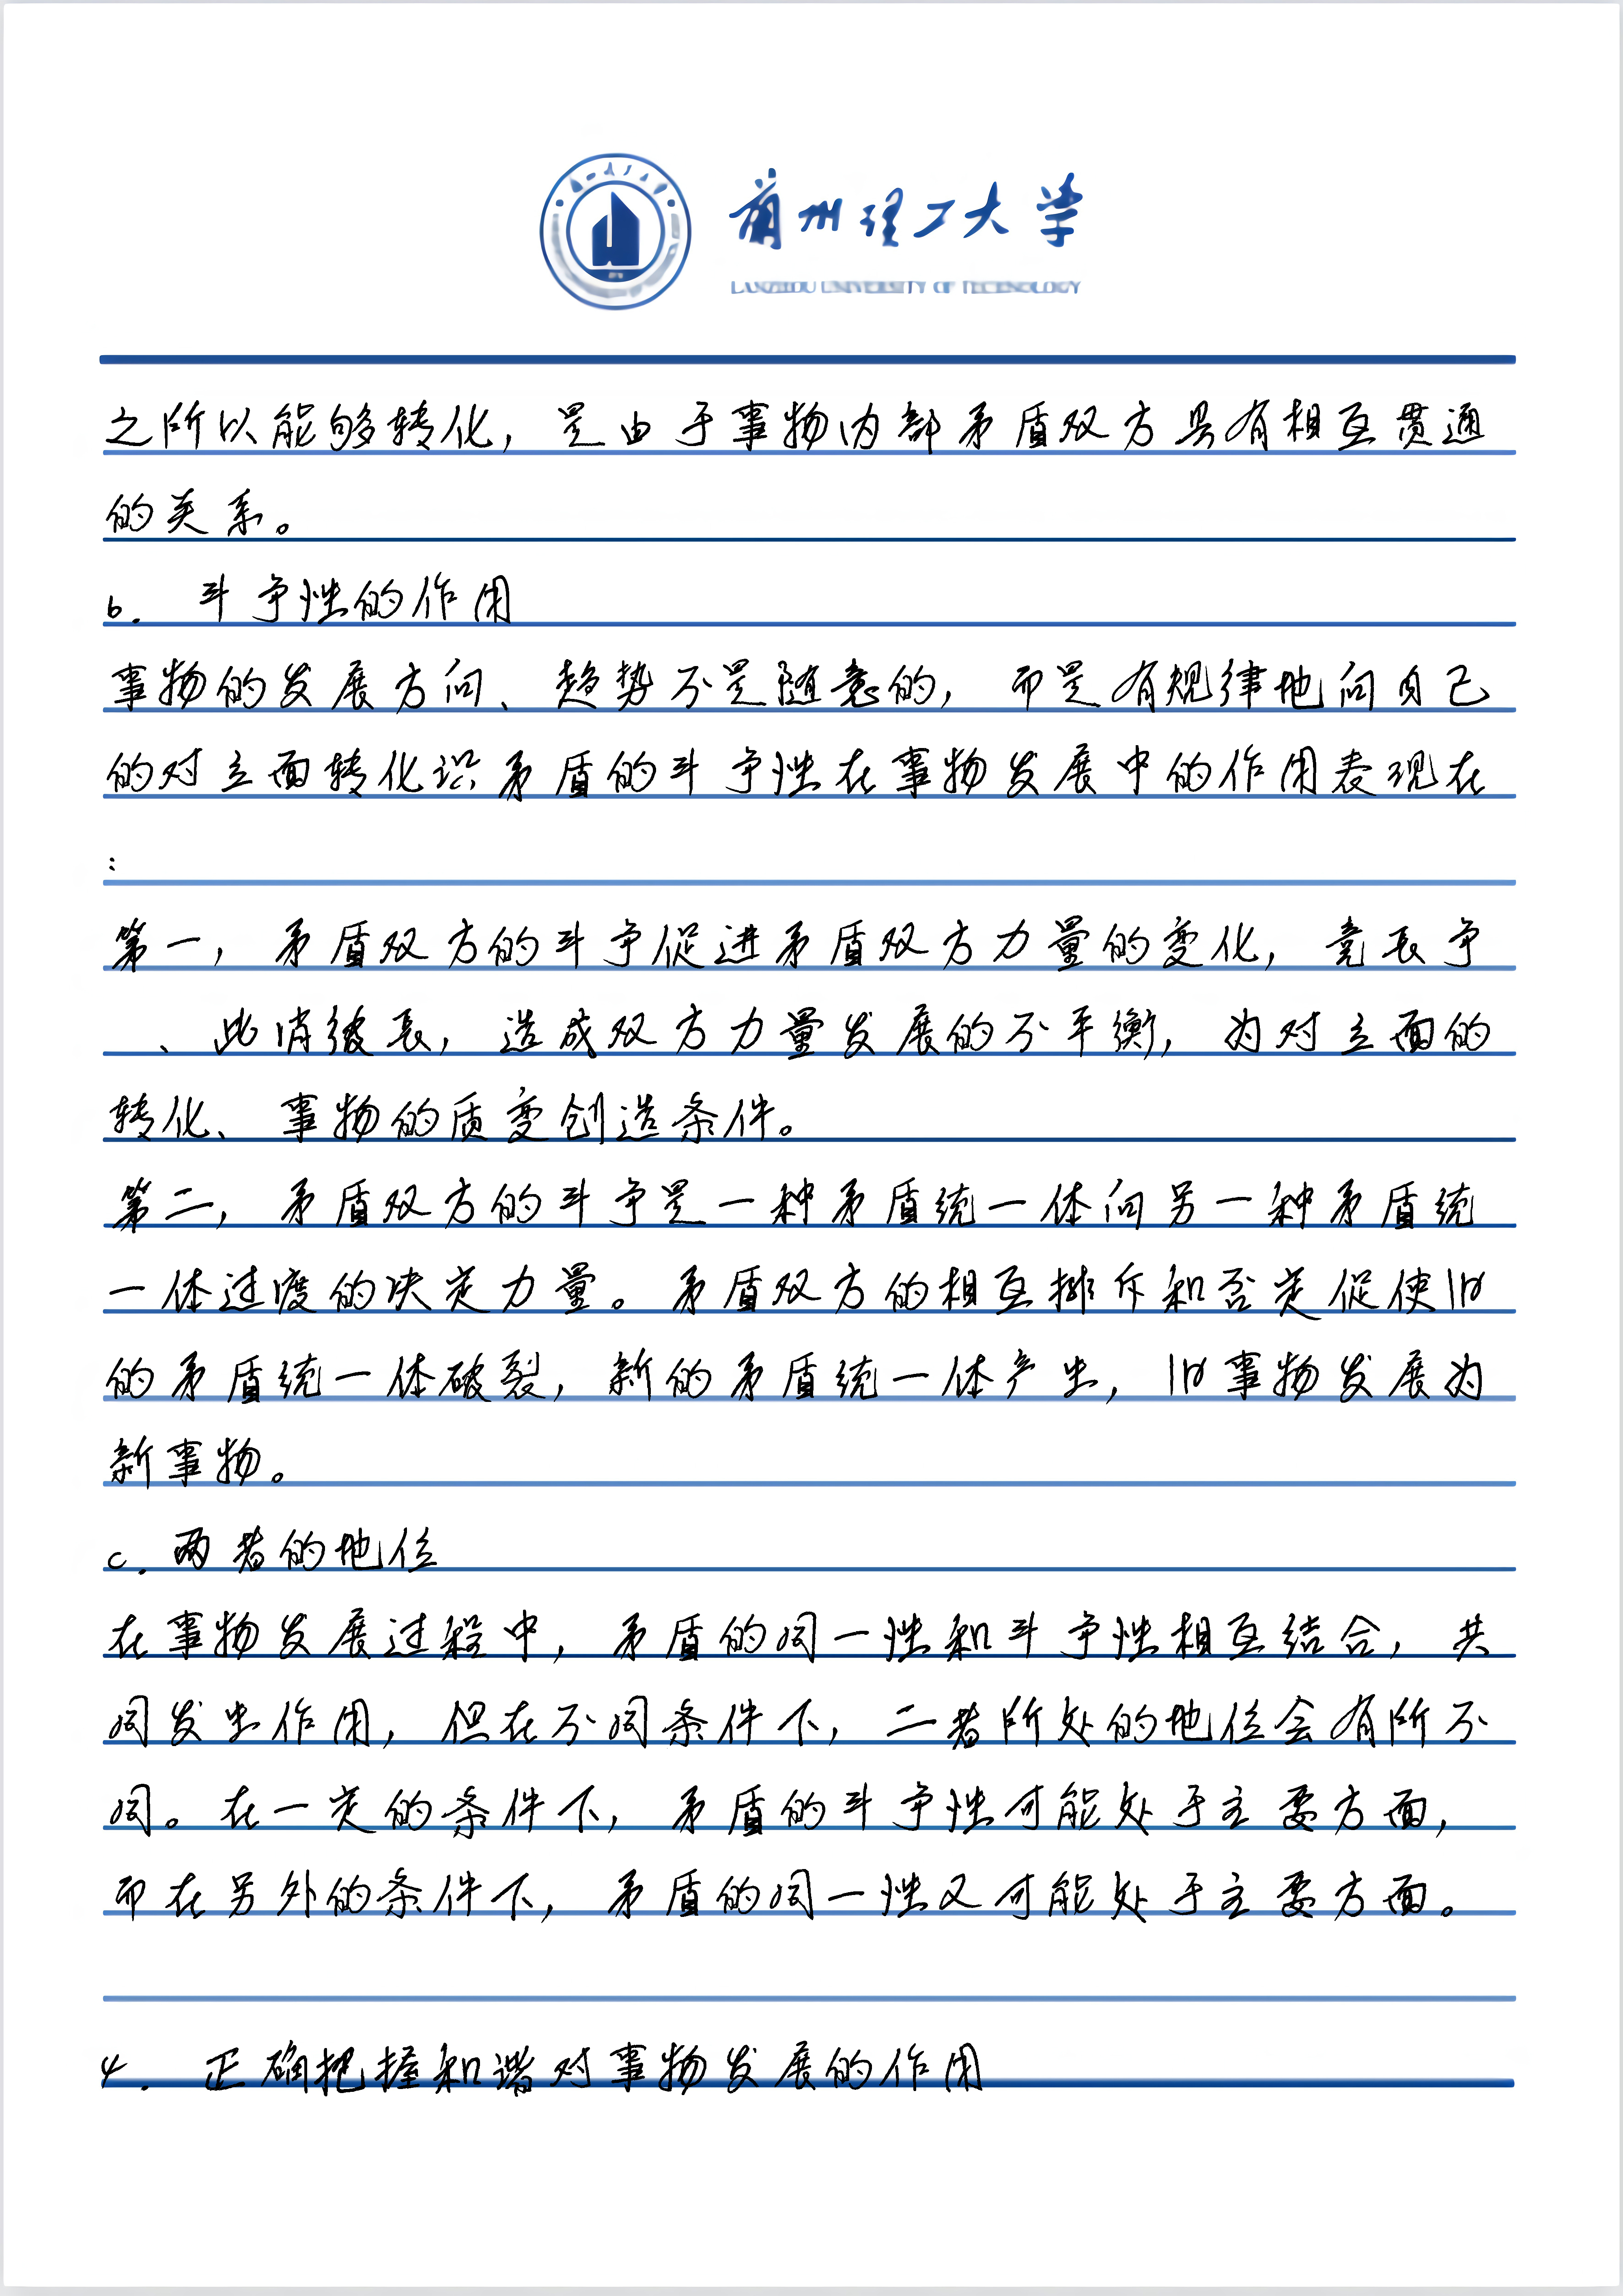 兰州理工大学
LANZHOU UNIVERSITY OF TECHNOLOGY
之所以能够转化，是由于事物内部矛盾双方具有相互贯通
的关系。
b. 斗争性的作用
事物的发展方向、趋势不是随意的，而是有规律地向自己
的对立面转化识矛盾的斗争性在事物发展中的作用表现在
：
第一，矛盾双方的斗争促进矛盾双方力量的变化，竞长争
、此消彼长，造成双方力量发展的不平衡，为对立面的
转化、事物的质变创造条件。
第二，矛盾双方的斗争是一种矛盾统一体向另一种矛盾统
一体过度的决定力量。矛盾双方的相互排斥和否定促使旧
的矛盾统一体破裂，新的矛盾统一体产生，旧事物发展为
新事物。
c. 两者的地位
在事物发展过程中，矛盾的同一性和斗争性相互结合，共
同发生作用，但在不同条件下，二者所处的地位会有所不
同。在一定的条件下，矛盾的斗争性可能处于主要方面，
而在另外的条件下，矛盾的同一性又可能处于主要方面。
4. 正确把握和谐对事物发展的作用